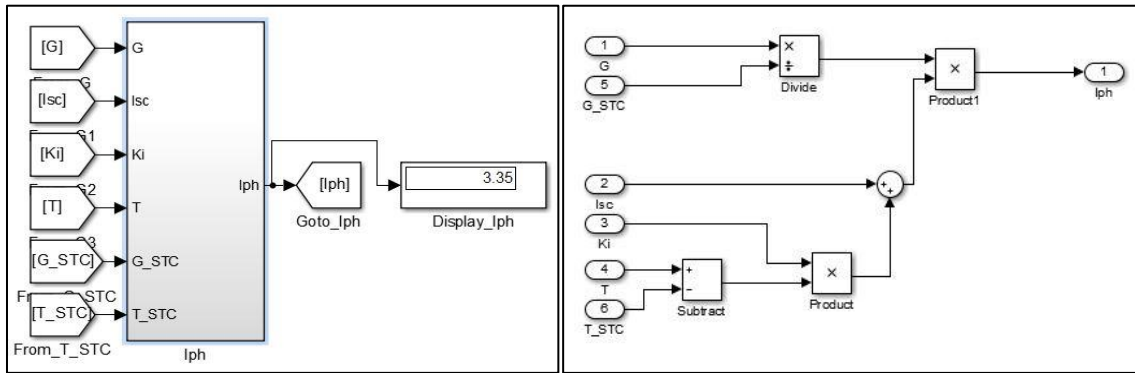 [G]
G
[Isc]
Isc
[Ki]
Ki
[T]
T
[G_STC]
G_STC
[T_STC]
T_STC
From_T_STC
Iph
Iph
[Iph]
Goto_Iph
3.35
Display_Iph
1
G
5
G_STC
×
÷
Divide
×
Product1
1
Iph
2
Isc
3
Ki
+
+
4
T
6
T_STC
+
−
Subtract
×
Product